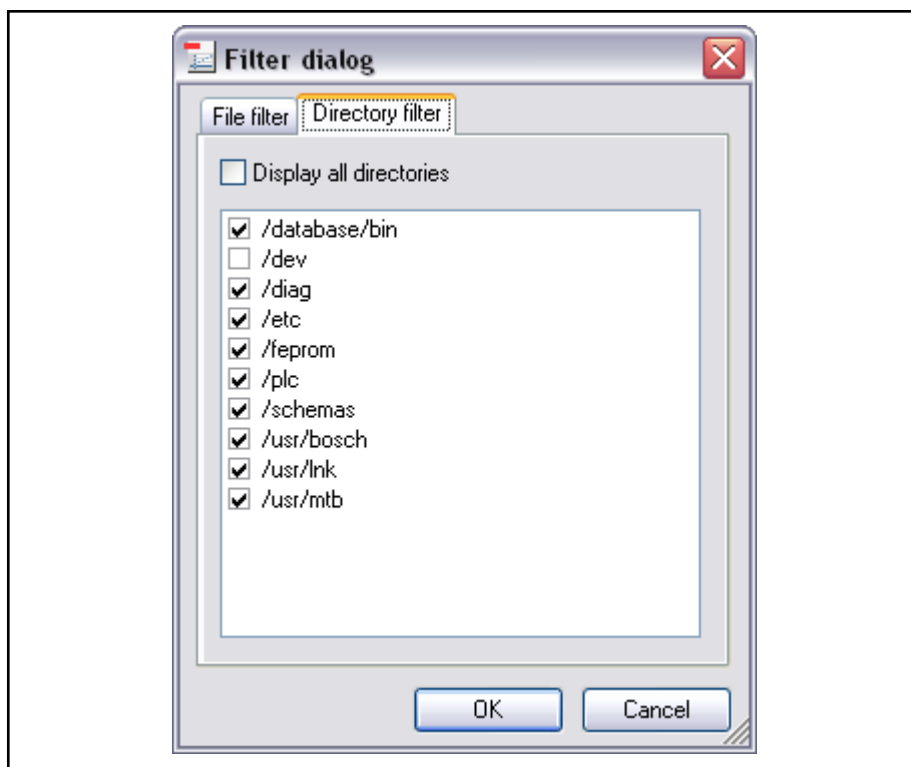 Filter dialog
File filter
Directory filter
Display all directories
/database/bin
/dev
/diag
/etc
/feprom
/plc
/schemas
/usr/bosch
/usr/lnk
/usr/mtb
OK
Cancel